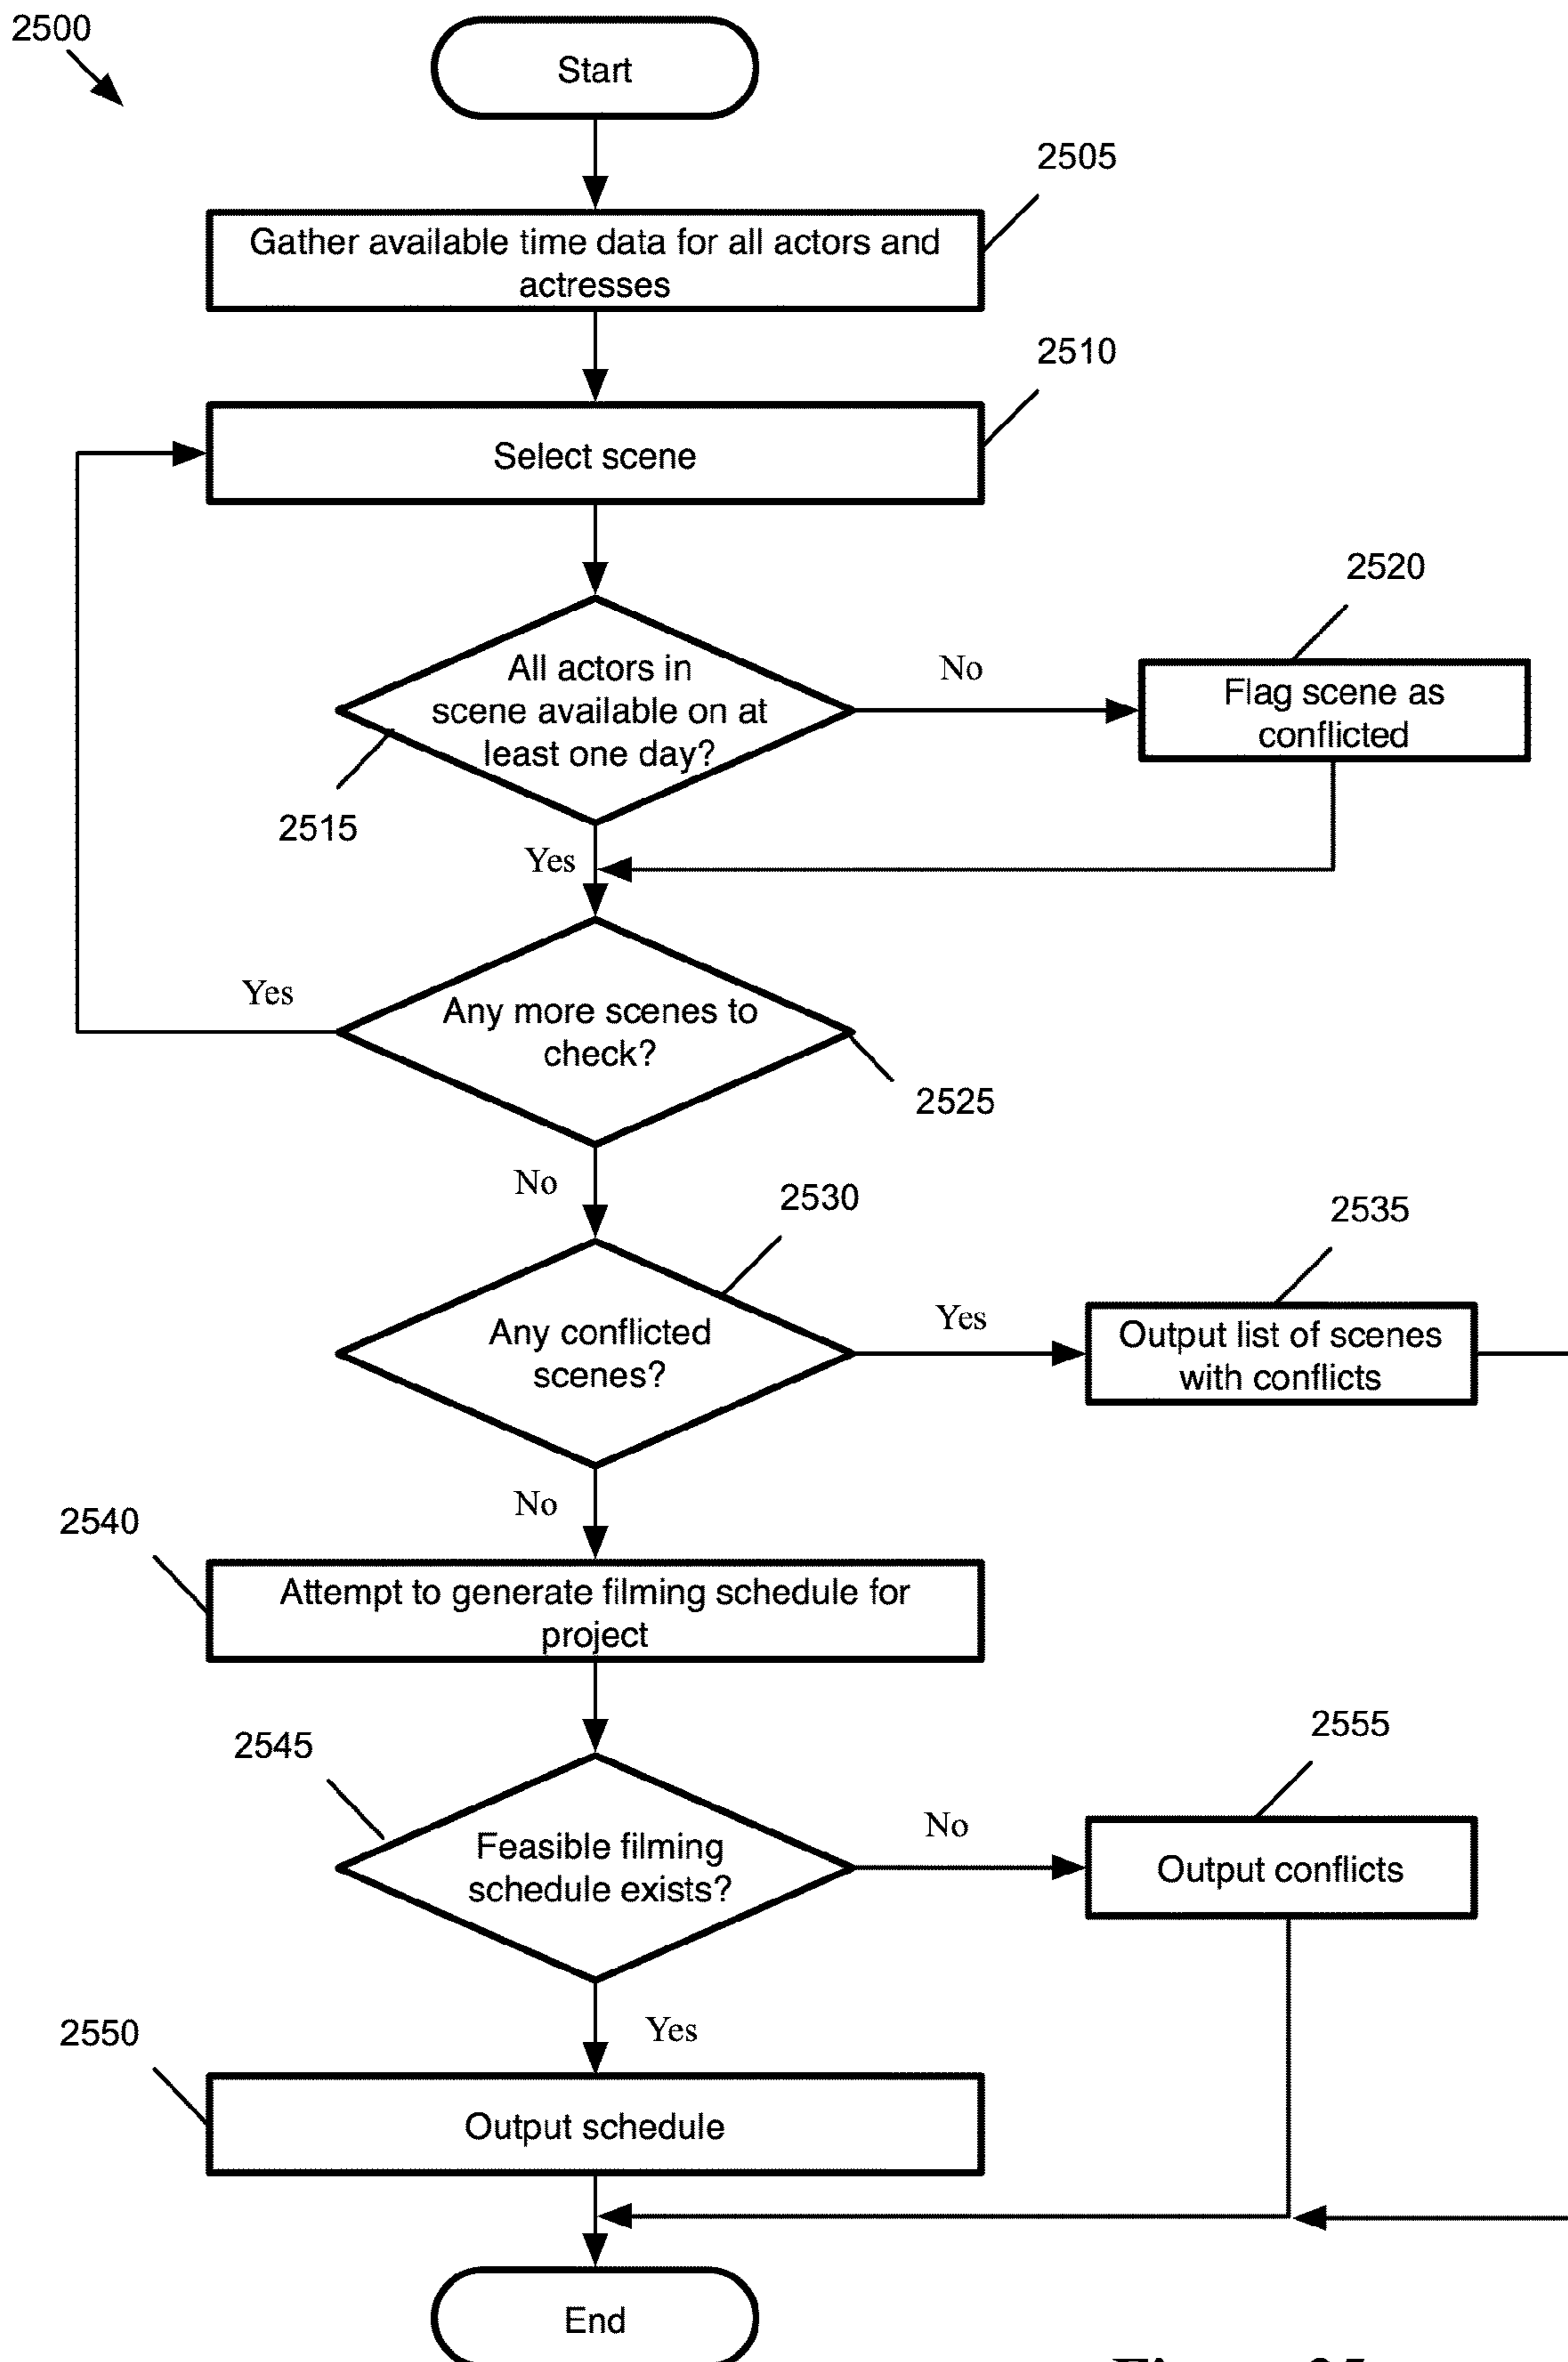 2500
Start
2505
Gather available time data for all actors and
actresses
2510
Select scene
2520
All actors in
scene available on at
least one day?
No
Flag scene as
conflicted
2515
Yes
Yes
Any more scenes to
check?
2525
No
2530
2535
Any conflicted
scenes?
Yes
Output list of scenes
with conflicts
No
2540
Attempt to generate filming schedule for
project
2545
2555
Feasible filming
schedule exists?
No
Output conflicts
Yes
2550
Output schedule
End